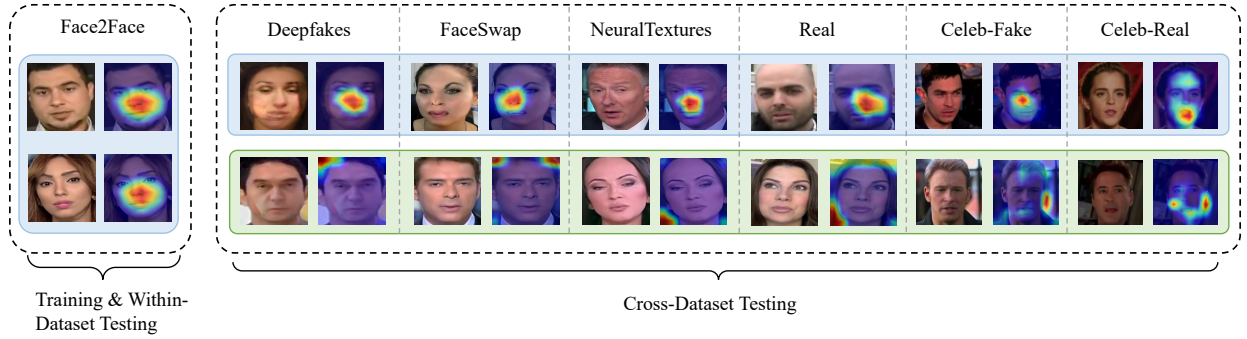 Face2Face
Deepfakes
FaceSwap
NeuralTextures
Real
Celeb-Fake
Celeb-Real
Training & Within-
Dataset Testing
Cross-Dataset Testing